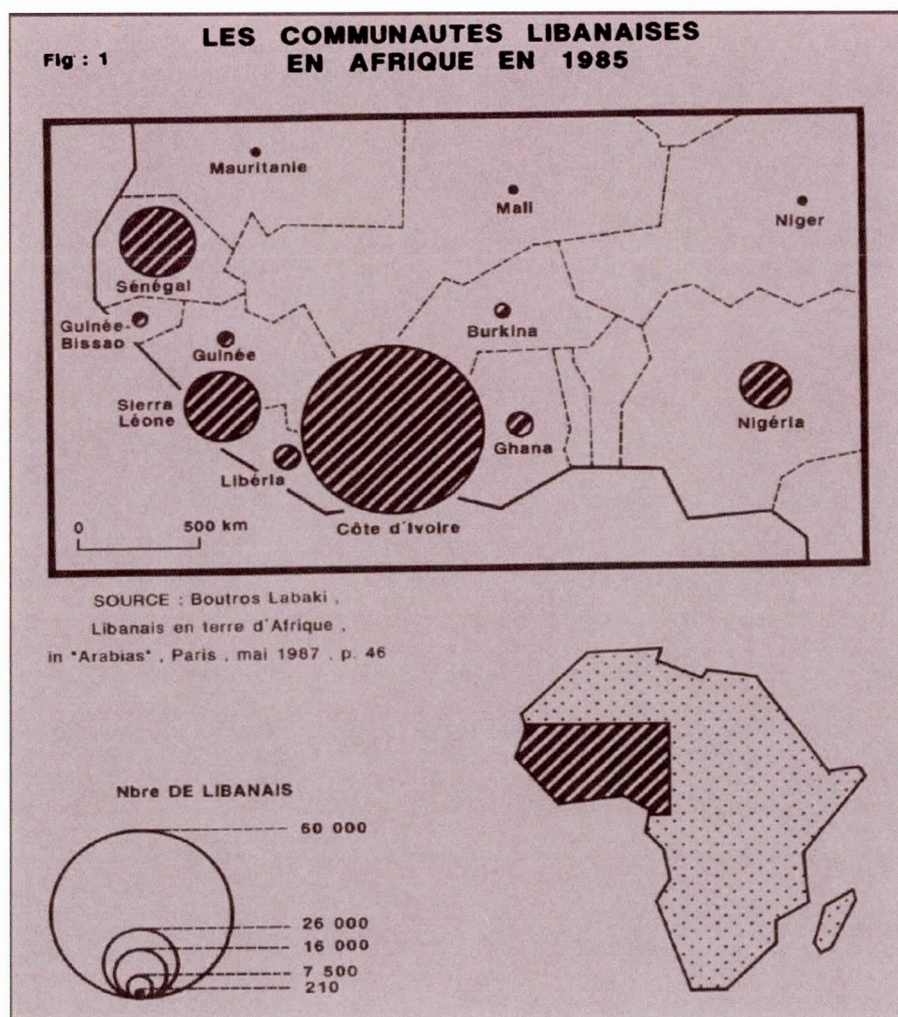 LES COMMUNAUTES LIBANAISES
Fig : 1
EN AFRIQUE EN 1985
Mauritanie
Mali
Niger
Sénégal
Guinée-
Bissao
Guinée
Burkina
Sierra
Léone
Libéria
Ghana
Nigéria
Côte d'Ivoire
0
500 km
SOURCE : Boutros Labaki ,
Libanais en terre d'Afrique ,
in "Arabias" , Paris , mai 1987 , p. 46
Nbre DE LIBANAIS
60 000
26 000
16 000
7 500
210